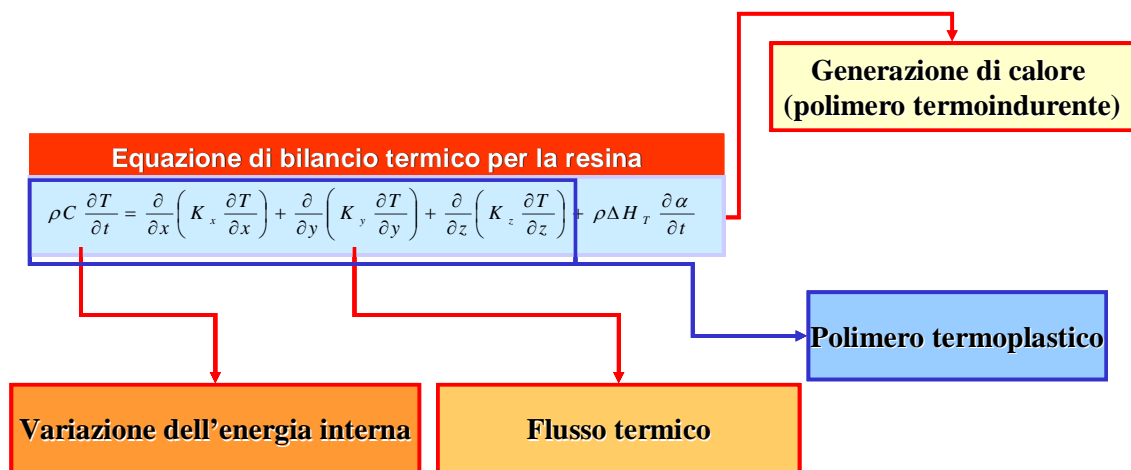 Generazione di calore
(polimero termoindurente)
Equazione di bilancio termico per la resina
ρC ∂T/∂t = ∂/∂x (K_x ∂T/∂x) + ∂/∂y (K_y ∂T/∂y) + ∂/∂z (K_z ∂T/∂z) + ρΔH_T ∂α/∂t
Polimero termoplastico
Variazione dell'energia interna
Flusso termico